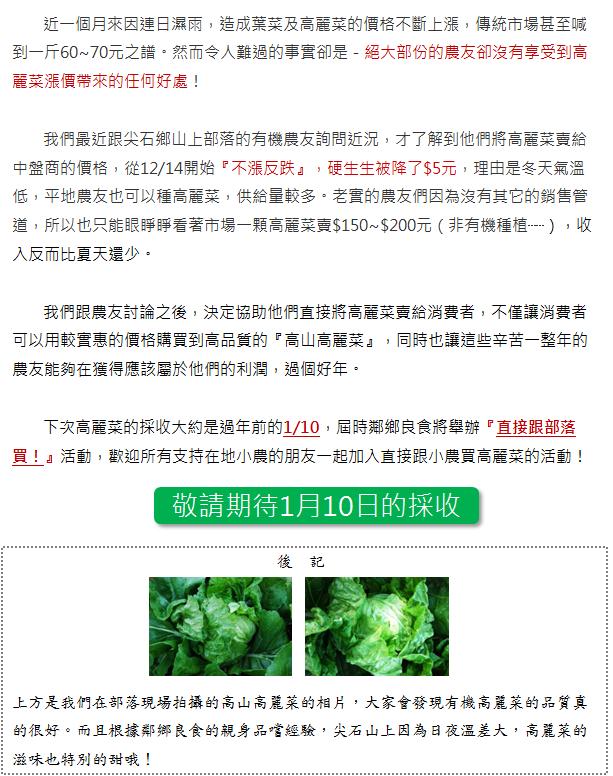 近一個月來因連日濕雨，造成葉菜及高麗菜的價格不斷上漲，傳統市場甚至喊
到一斤60~70元之譜。然而令人難過的事實卻是－絕大部份的農友卻沒有享受到高
麗菜漲價帶來的任何好處！
我們最近跟尖石鄉山上部落的有機農友詢問近況，才了解到他們將高麗菜賣給
中盤商的價格，從12/14開始『不漲反跌』，硬生生被降了$5元，理由是冬天氣溫
低，平地農友也可以種高麗菜，供給量較多。老實的農友們因為沒有其它的銷售管
道，所以也只能眼睜睜看著市場一顆高麗菜賣$150~$200元（非有機種植┄┄），收
入反而比夏天還少。
我們跟農友討論之後，決定協助他們直接將高麗菜賣給消費者，不僅讓消費者
可以用較實惠的價格購買到高品質的『高山高麗菜』，同時也讓這些辛苦一整年的
農友能夠在獲得應該屬於他們的利潤，過個好年。
下次高麗菜的採收大約是過年前的1/10，屆時鄰鄉良食將舉辦『直接跟部落
買！』活動，歡迎所有支持在地小農的朋友一起加入直接跟小農買高麗菜的活動！
敬請期待1月10日的採收
後 記
上方是我們在部落現場拍攝的高山高麗菜的相片，大家會發現有機高麗菜的品質真
的很好。而且根據鄰鄉良食的親身品嚐經驗，尖石山上因為日夜溫差大，高麗菜的
滋味也特別的甜哦！